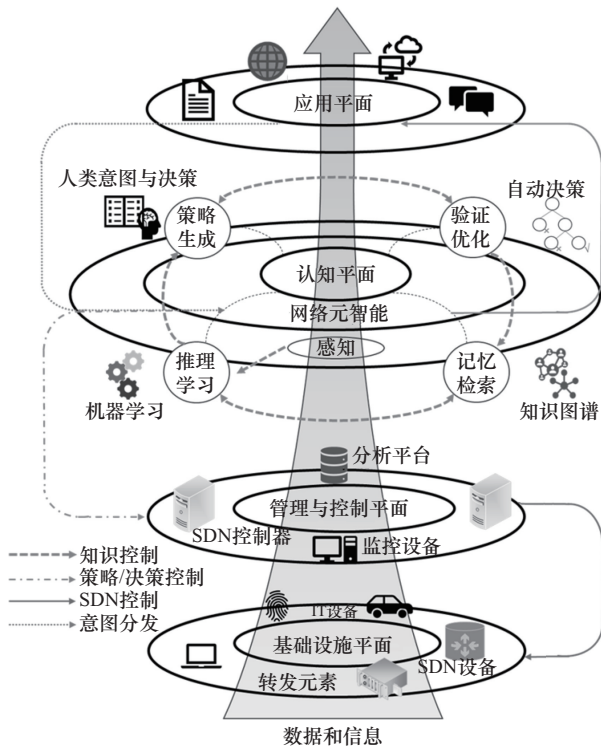 应用平面
人类意图与决策
自动决策
策略
生成
验证
优化
认知平面
网络元智能
感知
推理
学习
记忆
检索
机器学习
知识图谱
分析平台
管理与控制平面
SDN控制器
监控设备
知识控制
策略/决策控制
SDN控制
意图分发
IT设备
基础设施平面
SDN设备
转发元素
数据和信息